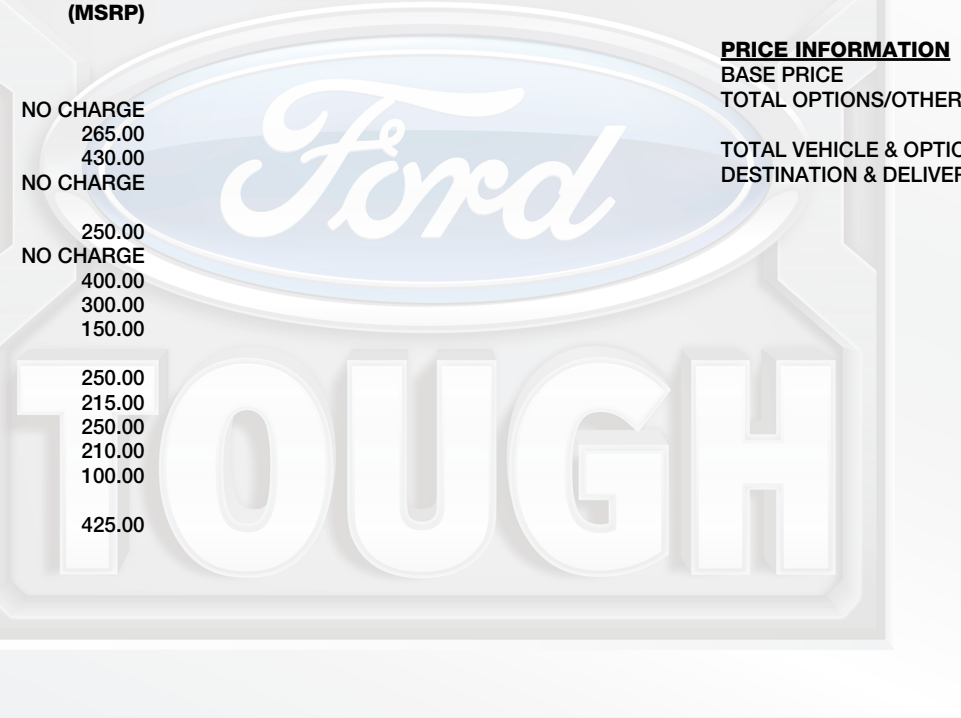 (MSRP)
NO CHARGE
265.00
430.00
NO CHARGE
250.00
NO CHARGE
400.00
300.00
150.00
250.00
215.00
250.00
210.00
100.00
425.00
PRICE INFORMATION
BASE PRICE
TOTAL OPTIONS/OTHER
TOTAL VEHICLE & OPTIO
DESTINATION & DELIVER
Ford
TOUGH